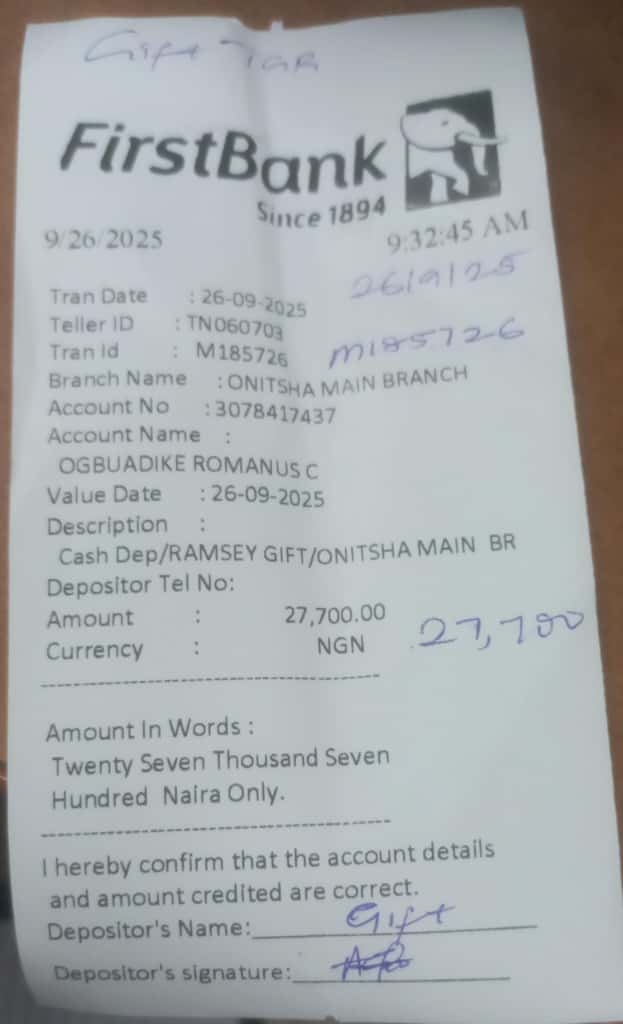 Gift
FirstBank
Since 1894
9/26/2025 9:32:45 AM
26/9/25
Tran Date : 26-09-2025
Teller ID : TN060703
Tran Id : M185726 M185726
Branch Name : ONITSHA MAIN BRANCH
Account No : 3078417437
Account Name :
OGBUADIKE ROMANUS C
Value Date : 26-09-2025
Description :
Cash Dep/RAMSEY GIFT/ONITSHA MAIN BR
Depositor Tel No:
Amount : 27,700.00 27,700
Currency : NGN
Amount In Words :
Twenty Seven Thousand Seven
Hundred Naira Only.
I hereby confirm that the account details
and amount credited are correct.
Depositor's Name: Gift
Depositor's signature: